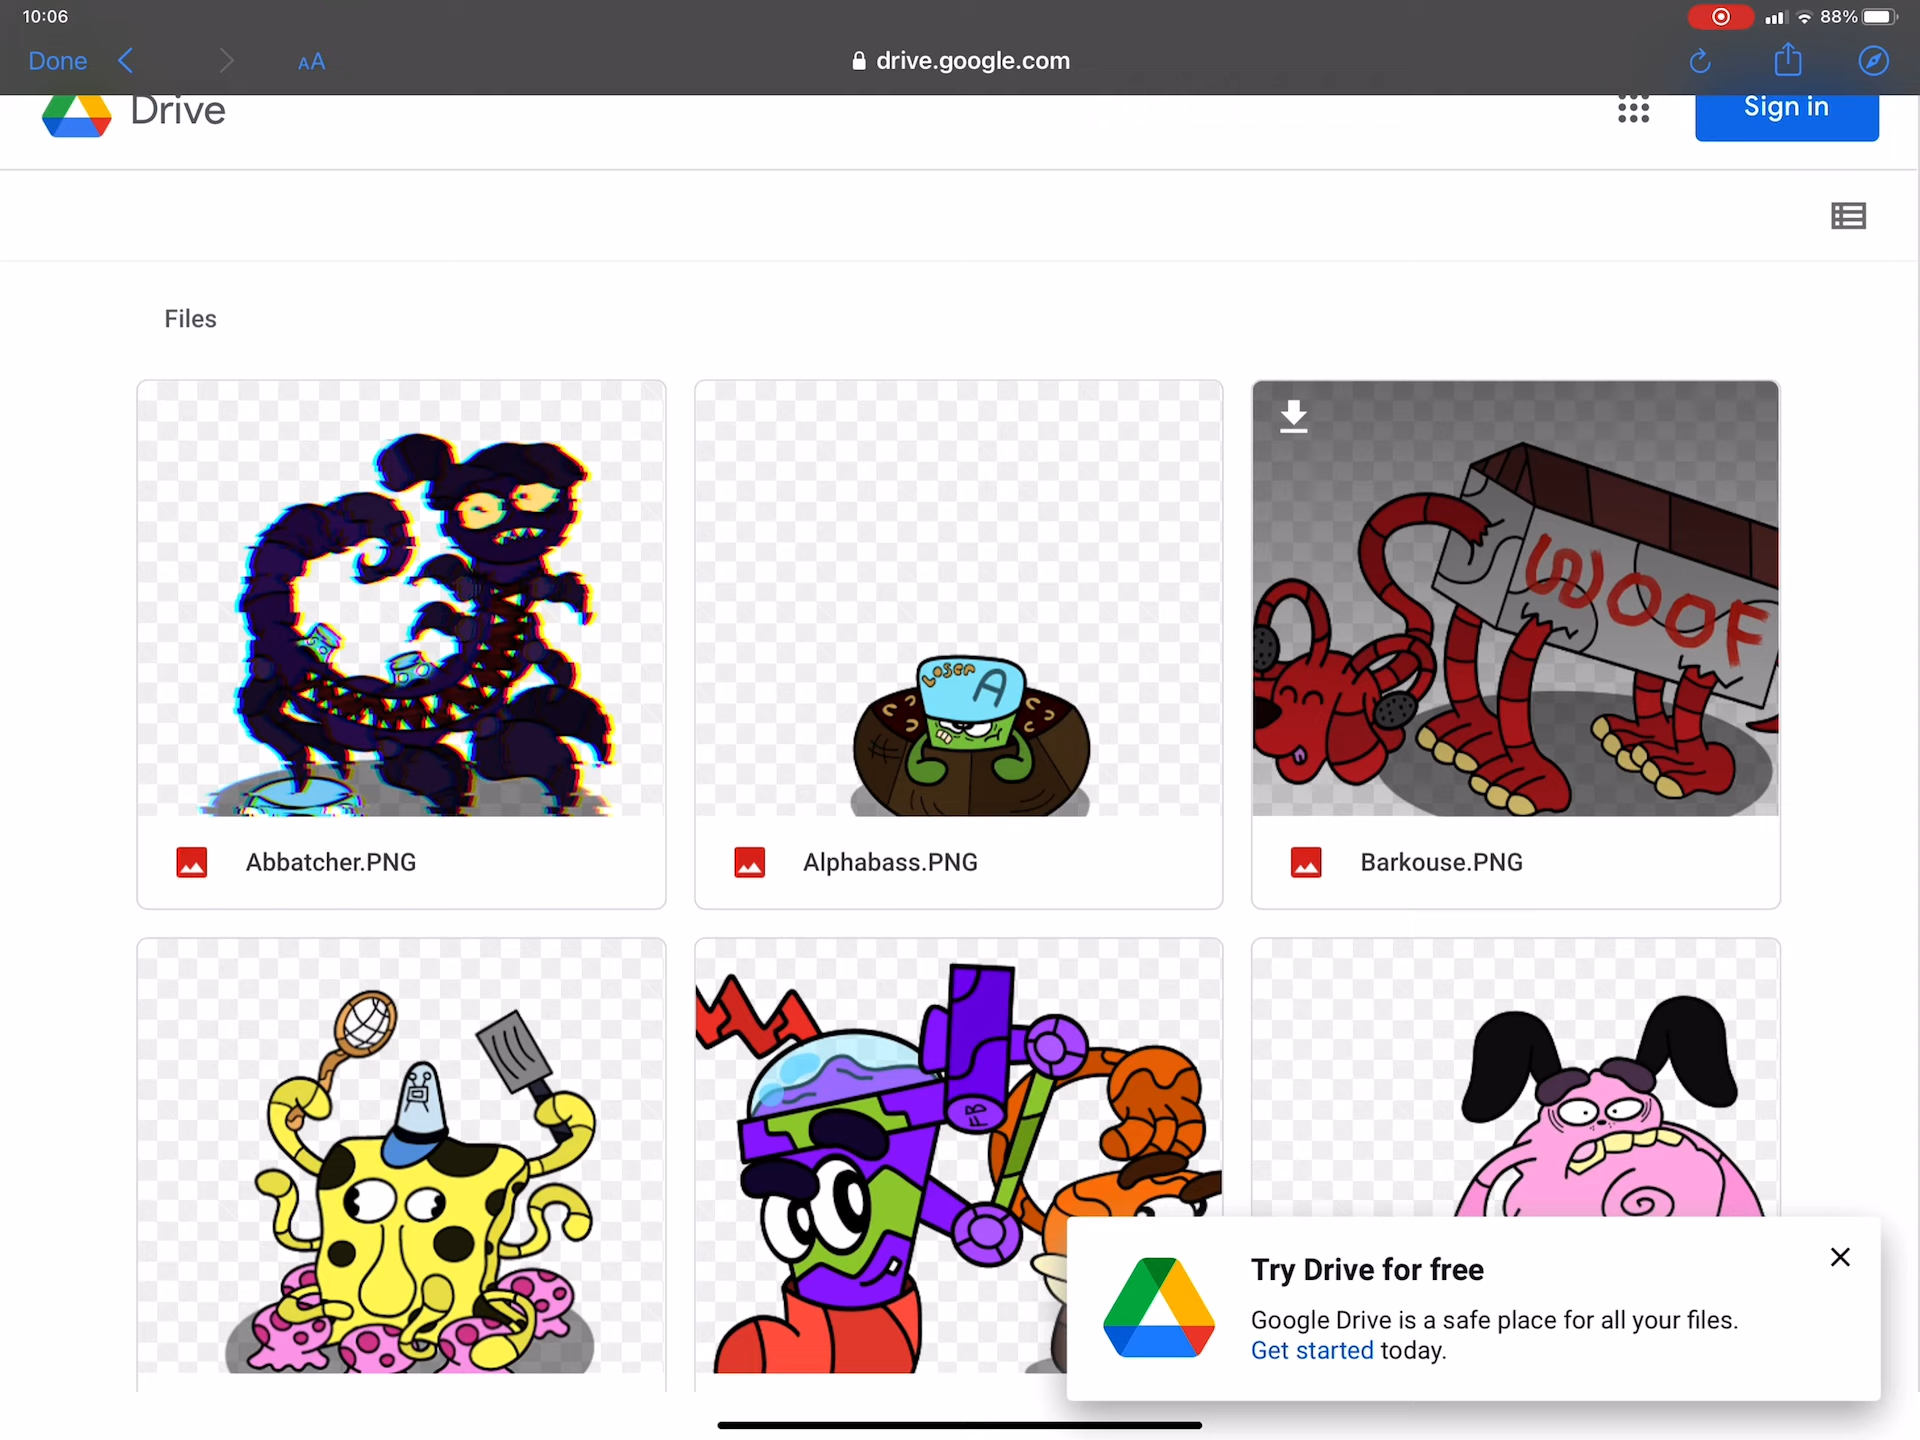 10:06
88%
Done
AA
drive.google.com
Drive
Sign in
Files
Loser
A
WOOF
Abbatcher.PNG
Alphabass.PNG
Barkouse.PNG
FB
Try Drive for free
Google Drive is a safe place for all your files.
Get started today.